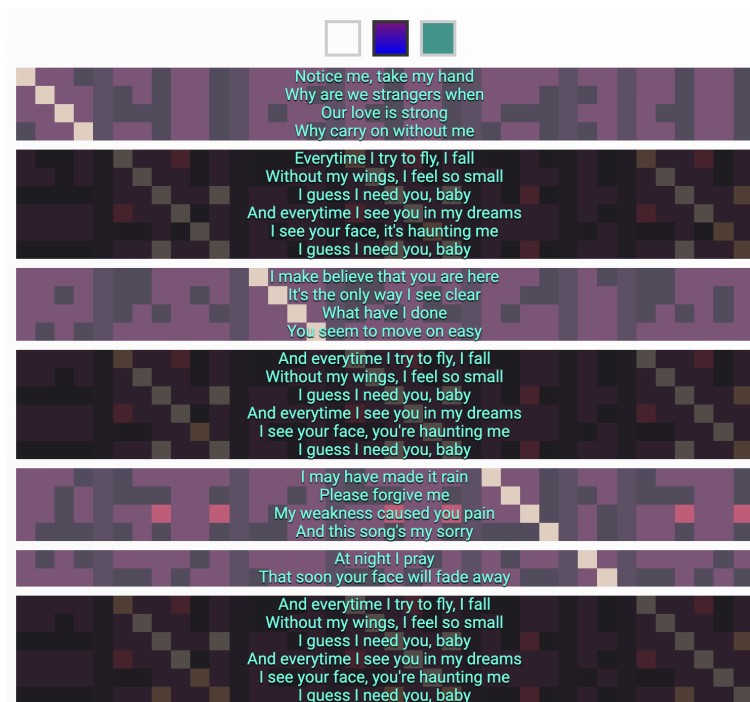 Notice me, take my hand
Why are we strangers when
Our love is strong
Why carry on without me
Everytime I try to fly, I fall
Without my wings, I feel so small
I guess I need you, baby
And everytime I see you in my dreams
I see your face, it's haunting me
I guess I need you, baby
I make believe that you are here
It's the only way I see clear
What have I done
You seem to move on easy
And everytime I try to fly, I fall
Without my wings, I feel so small
I guess I need you, baby
And everytime I see you in my dreams
I see your face, you're haunting me
I guess I need you, baby
I may have made it rain
Please forgive me
My weakness caused you pain
And this song's my sorry
At night I pray
That soon your face will fade away
And everytime I try to fly, I fall
Without my wings, I feel so small
I guess I need you, baby
And everytime I see you in my dreams
I see your face, you're haunting me
I guess I need you, baby